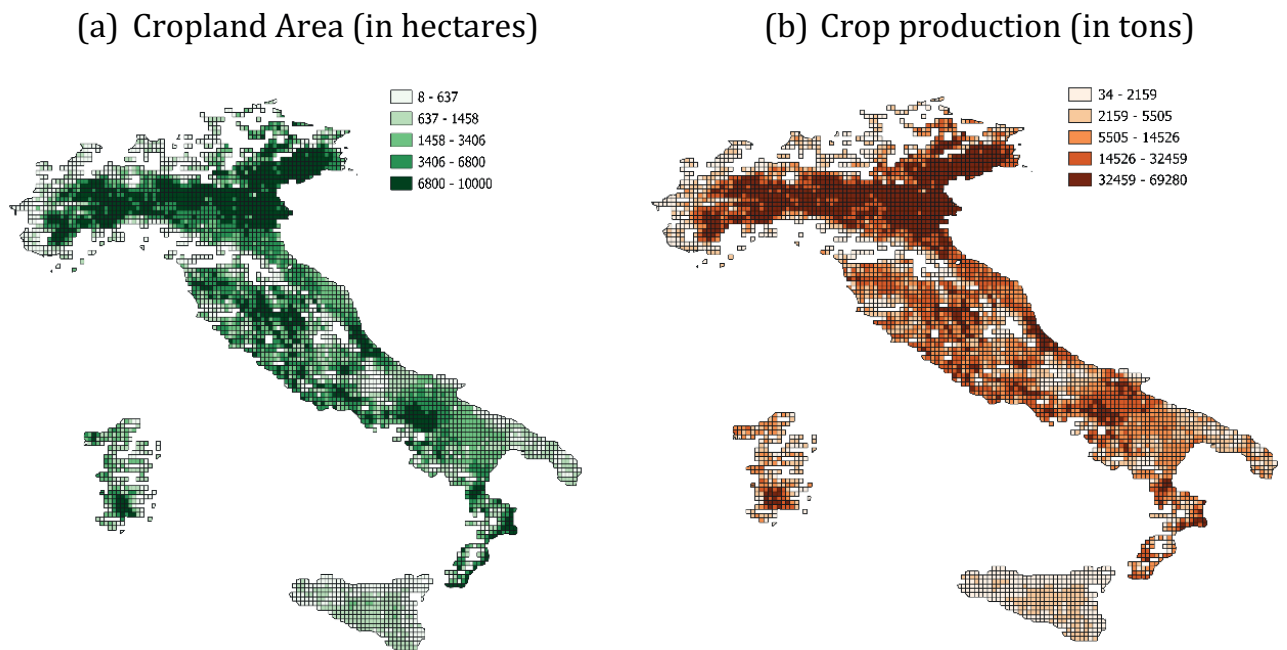 (a) Cropland Area (in hectares)
8 - 637
637 - 1458
1458 - 3406
3406 - 6800
6800 - 10000
(b) Crop production (in tons)
34 - 2159
2159 - 5505
5505 - 14526
14526 - 32459
32459 - 69280